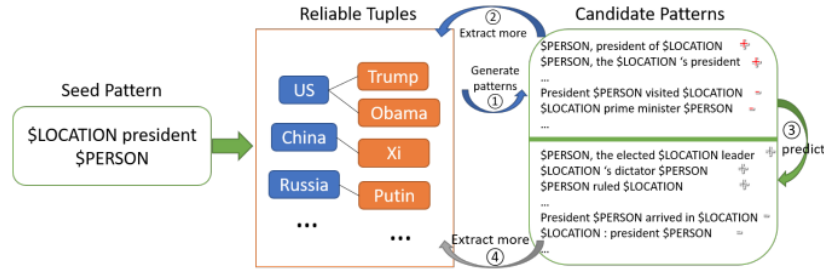 Reliable Tuples
Candidate Patterns
Seed Pattern
$LOCATION president
$PERSON
US
Trump
Obama
China
Xi
Russia
Putin
...
...
②
Extract more
Generate
patterns
①
$PERSON, president of $LOCATION +
$PERSON, the $LOCATION 's president +
...
President $PERSON visited $LOCATION -
$LOCATION prime minister $PERSON -
...
③
predict
$PERSON, the elected $LOCATION leader +
$LOCATION 's dictator $PERSON +
$PERSON ruled $LOCATION +
...
President $PERSON arrived in $LOCATION -
$LOCATION : president $PERSON -
...
Extract more
④